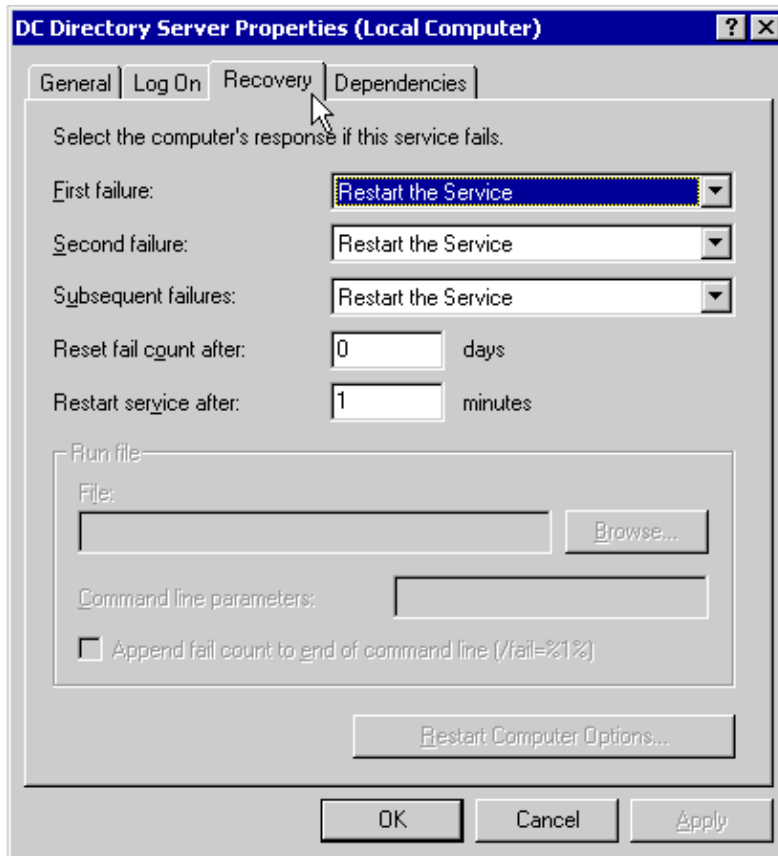 DC Directory Server Properties (Local Computer)
General Log On Recovery Dependencies
Select the computer's response if this service fails.
First failure: Restart the Service
Second failure: Restart the Service
Subsequent failures: Restart the Service
Reset fail count after: 0 days
Restart service after: 1 minutes
Run file
File:
Browse...
Command line parameters:
Append fail count to end of command line (/fail=%1%)
Restart Computer Options...
OK Cancel Apply